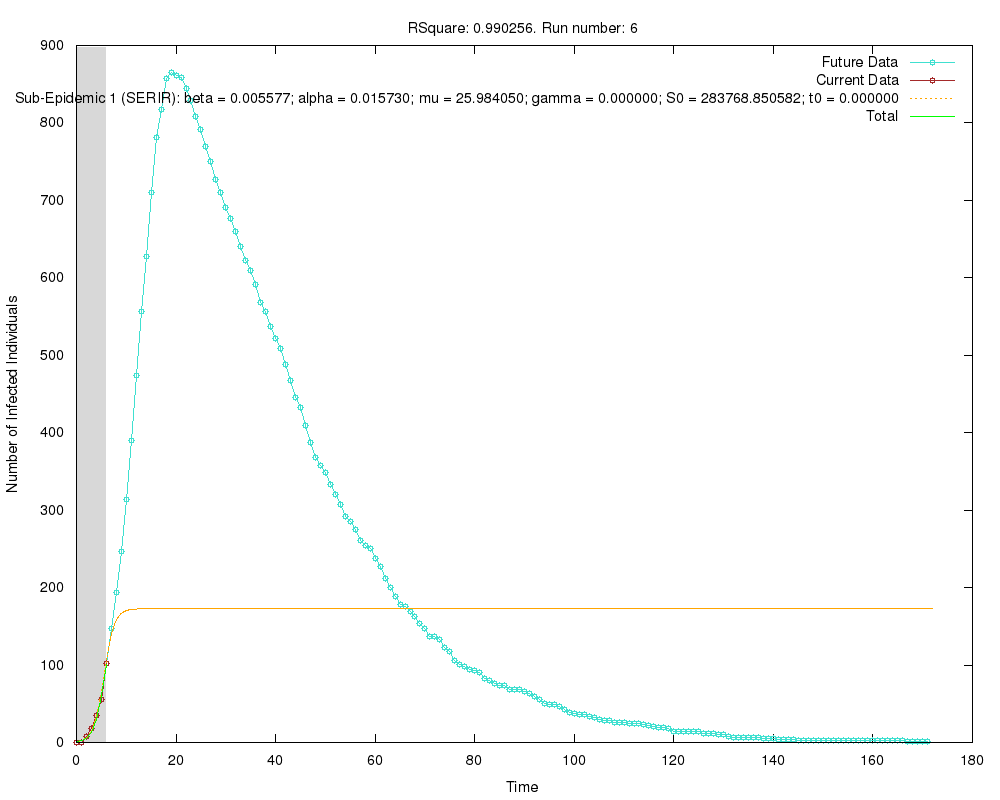 RSquare: 0.990256. Run number: 6
900
800
700
600
500
400
300
200
100
0
Number of Infected Individuals
Future Data
Current Data
Sub-Epidemic 1 (SERIR): beta = 0.005577; alpha = 0.015730; mu = 25.984050; gamma = 0.000000; S0 = 283768.850582; t0 = 0.000000
Total
0 20 40 60 80 100 120 140 160 180
Time